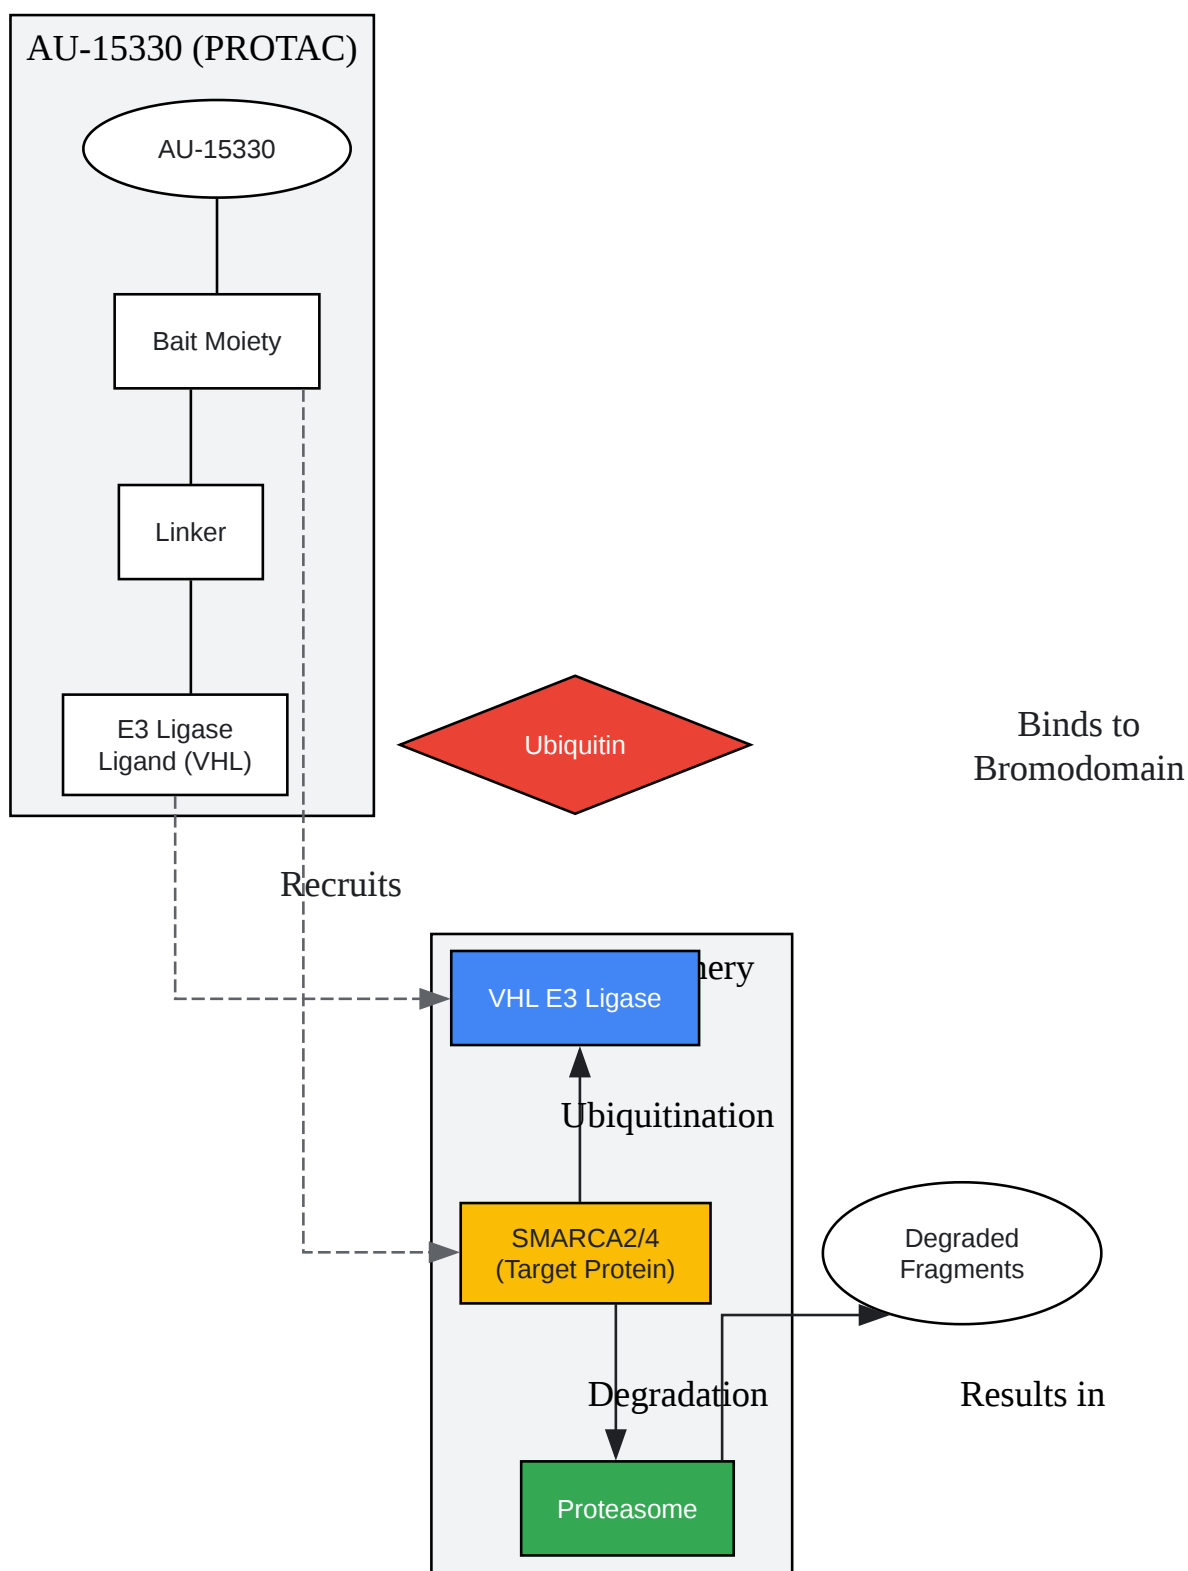 AU-15330 (PROTAC)
AU-15330
Bait Moiety
Linker
E3 Ligase
Ligand (VHL)
Ubiquitin
Binds to
Bromodomain
Recruits
VHL E3 Ligase
Ubiquitination
SMARCA2/4
(Target Protein)
Degraded
Fragments
Degradation
Results in
Proteasome